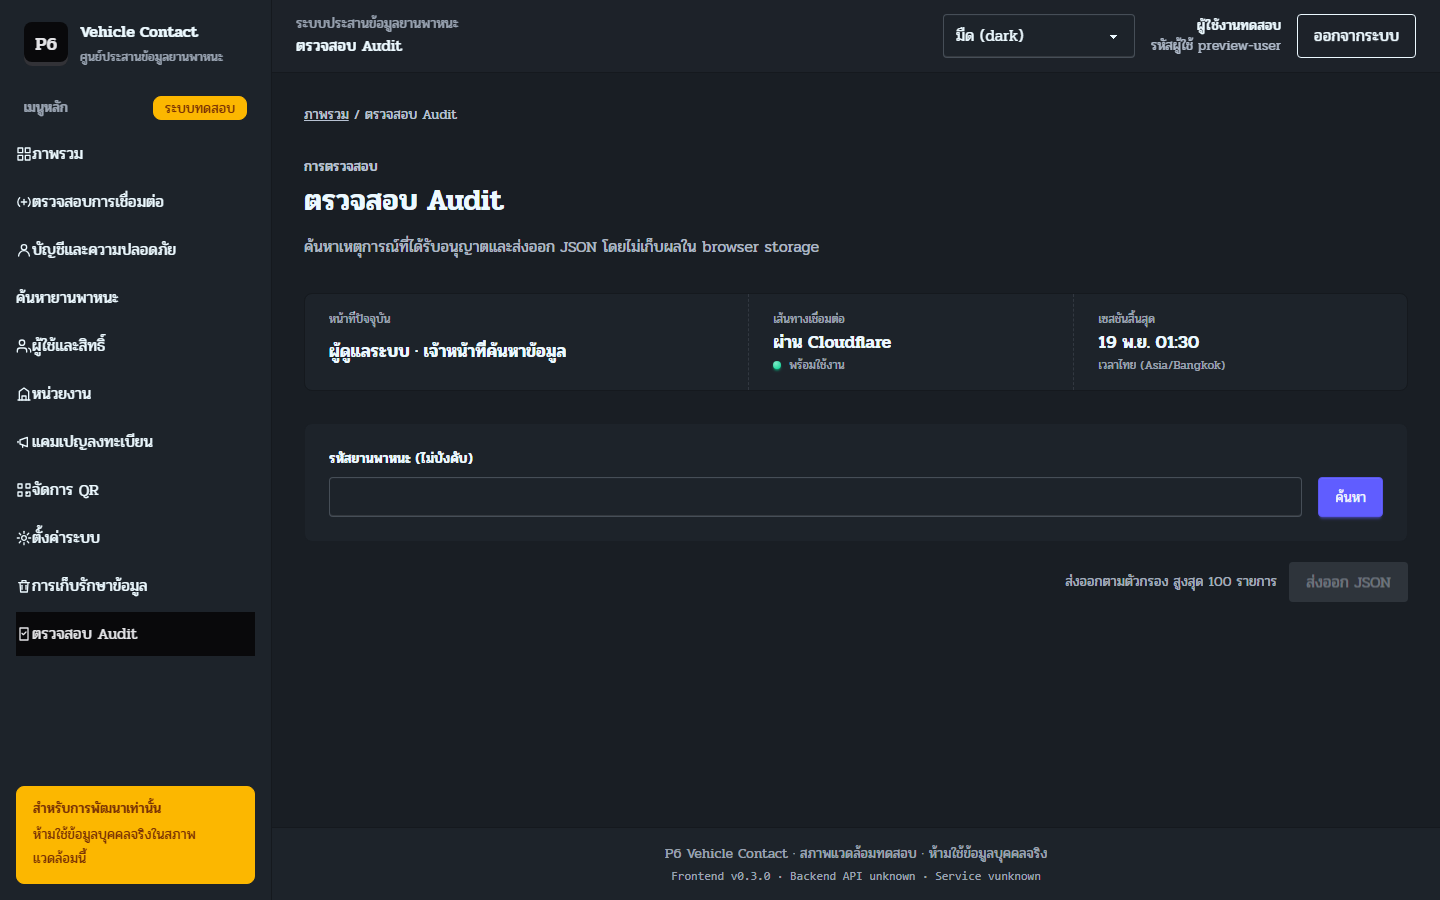 P6
Vehicle Contact
ศูนย์ประสานข้อมูลยานพาหนะ
เมนูหลัก
ระบบทดสอบ
ภาพรวม
ตรวจสอบการเชื่อมต่อ
บัญชีและความปลอดภัย
ค้นหายานพาหนะ
ผู้ใช้และสิทธิ์
หน่วยงาน
แคมเปญลงทะเบียน
จัดการ QR
ตั้งค่าระบบ
การเก็บรักษาข้อมูล
ตรวจสอบ Audit
สำหรับการพัฒนาเท่านั้น
ห้ามใช้ข้อมูลบุคคลจริงในสภาพ
แวดล้อมนี้
ระบบประสานข้อมูลยานพาหนะ
ตรวจสอบ Audit
มืด (dark)
ผู้ใช้งานทดสอบ
รหัสผู้ใช้ preview-user
ออกจากระบบ
ภาพรวม / ตรวจสอบ Audit
การตรวจสอบ
ตรวจสอบ Audit
ค้นหาเหตุการณ์ที่ได้รับอนุญาตและส่งออก JSON โดยไม่เก็บผลใน browser storage
หน้าที่ปัจจุบัน
ผู้ดูแลระบบ · เจ้าหน้าที่ค้นหาข้อมูล
เส้นทางเชื่อมต่อ
ผ่าน Cloudflare
พร้อมใช้งาน
เซสชันสิ้นสุด
19 พ.ย. 01:30
เวลาไทย (Asia/Bangkok)
รหัสยานพาหนะ (ไม่บังคับ)
ค้นหา
ส่งออกตามตัวกรอง สูงสุด 100 รายการ
ส่งออก JSON
P6 Vehicle Contact · สภาพแวดล้อมทดสอบ · ห้ามใช้ข้อมูลบุคคลจริง
Frontend v0.3.0 • Backend API unknown • Service vunknown